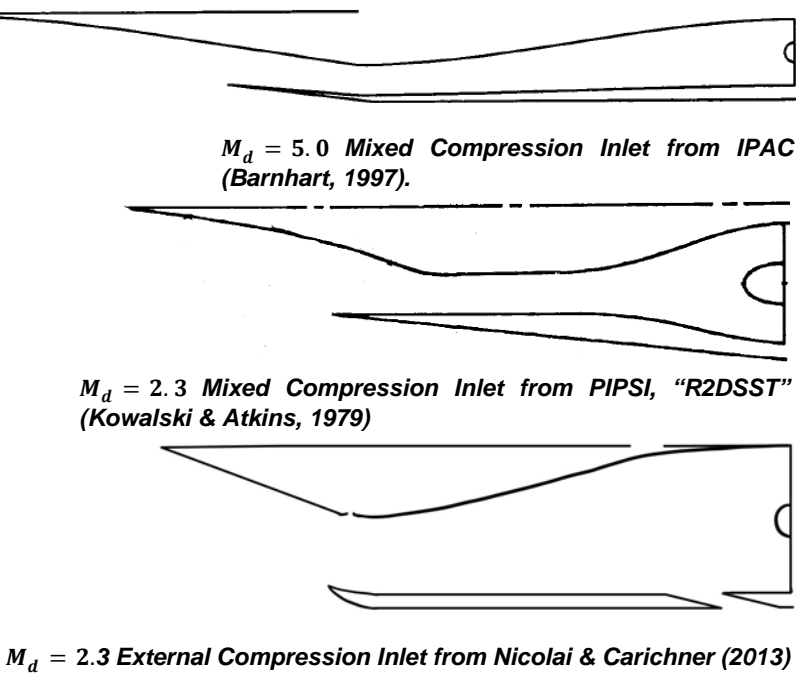 M_d = 5.0 Mixed Compression Inlet from IPAC
(Barnhart, 1997).
M_d = 2.3 Mixed Compression Inlet from PIPSI, “R2DSST”
(Kowalski & Atkins, 1979)
M_d = 2.3 External Compression Inlet from Nicolai & Carichner (2013)